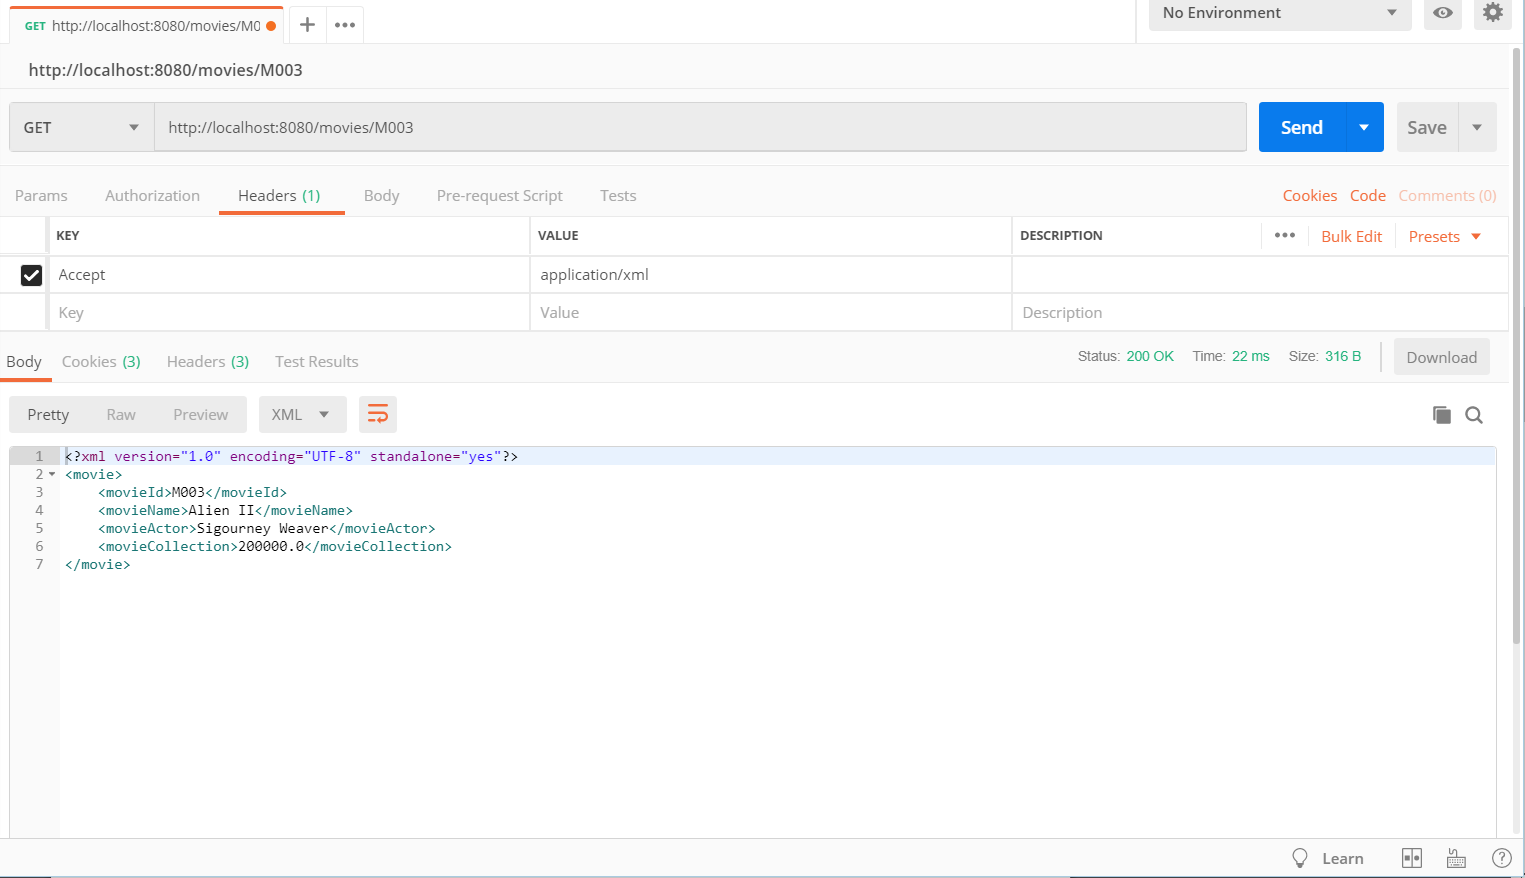 GET http://localhost:8080/movies/M0
No Environment
http://localhost:8080/movies/M003
GET http://localhost:8080/movies/M003 Send Save
Params Authorization Headers (1) Body Pre-request Script Tests Cookies Code Comments (0)
KEY VALUE DESCRIPTION Bulk Edit Presets
Accept application/xml
Key Value Description
Body Cookies (3) Headers (3) Test Results Status: 200 OK Time: 22 ms Size: 316 B Download
Pretty Raw Preview XML
1 <?xml version="1.0" encoding="UTF-8" standalone="yes"?>
2 <movie>
3 <movieId>M003</movieId>
4 <movieName>Alien II</movieName>
5 <movieActor>Sigourney Weaver</movieActor>
6 <movieCollection>200000.0</movieCollection>
7 </movie>
Learn